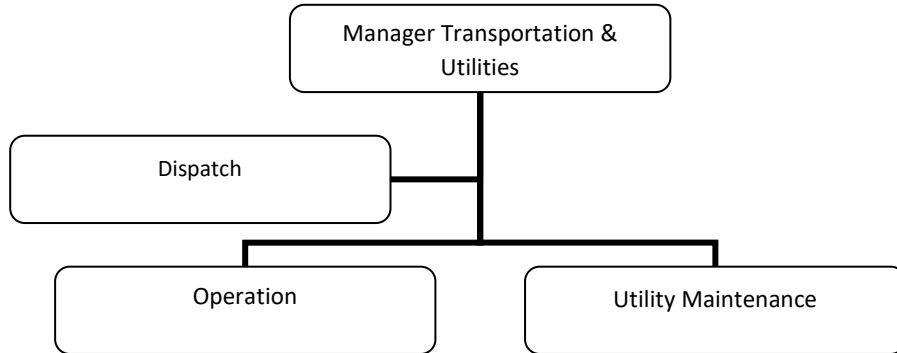 Manager Transportation &
Utilities
Dispatch
Operation
Utility Maintenance